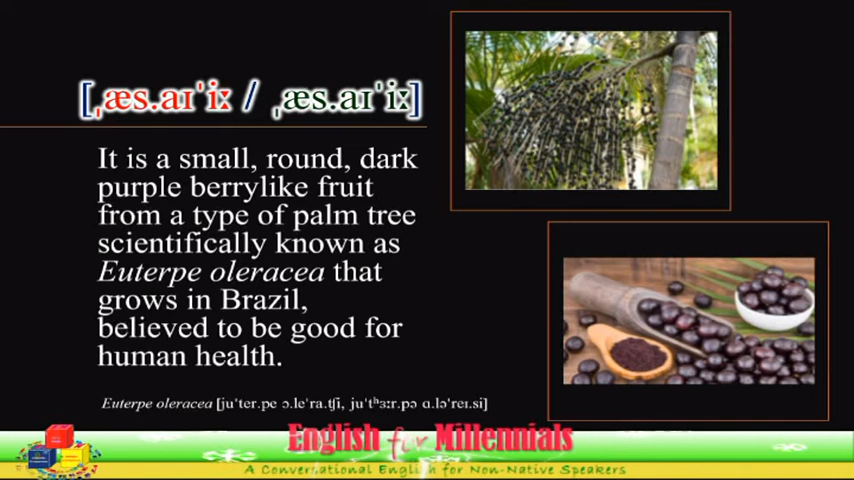 [ˌæs.aɪˈiː / ˌæs.aɪˈiː]
It is a small, round, dark
purple berrylike fruit
from a type of palm tree
scientifically known as
Euterpe oleracea that
grows in Brazil,
believed to be good for
human health.
Euterpe oleracea [juˈter.pe ɔ.leˈra.ʧi, juˈtʰɜɪr.pə ɑ.ləˈreɪ.si]
English for Millennials
A Conversational English for Non-Native Speakers